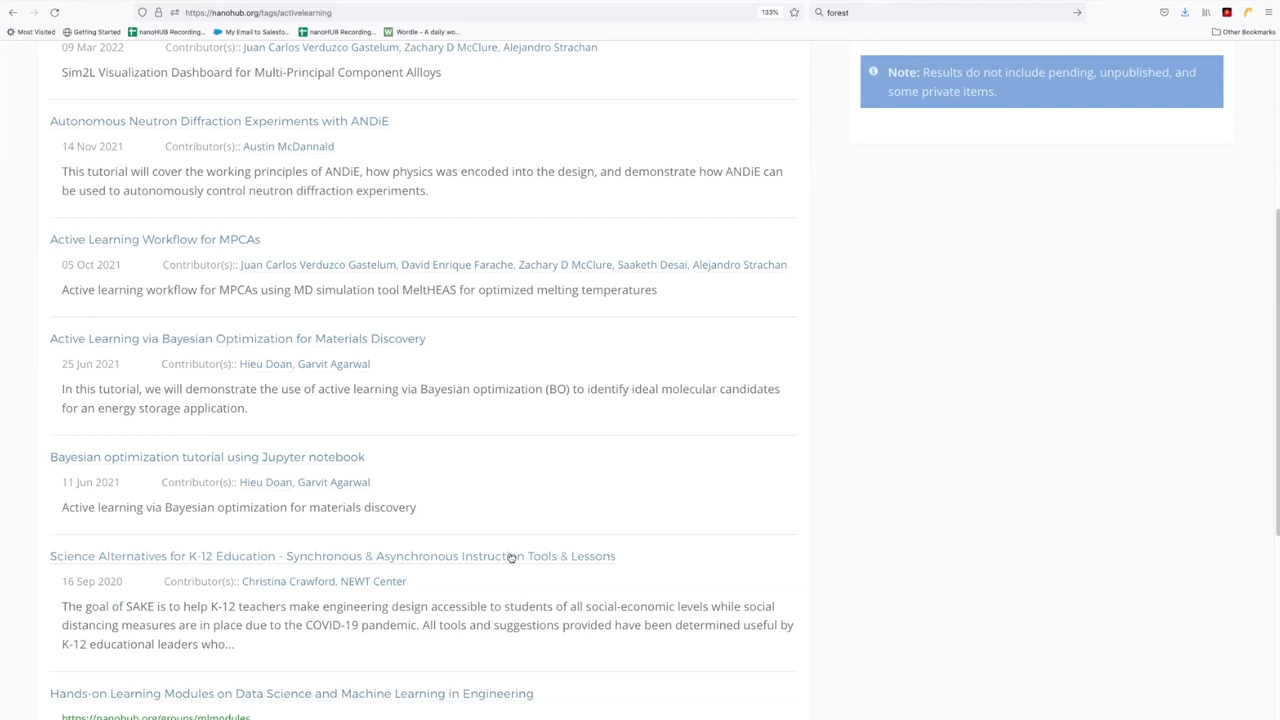 https://nanohub.org/tags/activelearning
133%
forest
Most Visited
Getting Started
nanoHUB Recording...
My Email to Salesfo...
nanoHUB Recording...
Wordle - A daily wo...
Other Bookmarks
09 Mar 2022 Contributor(s):: Juan Carlos Verduzco Gastelum, Zachary D McClure, Alejandro Strachan
Sim2L Visualization Dashboard for Multi-Principal Component Allloys
Note: Results do not include pending, unpublished, and
some private items.
Autonomous Neutron Diffraction Experiments with ANDiE
14 Nov 2021 Contributor(s):: Austin McDannald
This tutorial will cover the working principles of ANDiE, how physics was encoded into the design, and demonstrate how ANDiE can
be used to autonomously control neutron diffraction experiments.
Active Learning Workflow for MPCAs
05 Oct 2021 Contributor(s):: Juan Carlos Verduzco Gastelum, David Enrique Farache, Zachary D McClure, Saaketh Desai, Alejandro Strachan
Active learning workflow for MPCAs using MD simulation tool MeltHEAS for optimized melting temperatures
Active Learning via Bayesian Optimization for Materials Discovery
25 Jun 2021 Contributor(s):: Hieu Doan, Garvit Agarwal
In this tutorial, we will demonstrate the use of active learning via Bayesian optimization (BO) to identify ideal molecular candidates
for an energy storage application.
Bayesian optimization tutorial using Jupyter notebook
11 Jun 2021 Contributor(s):: Hieu Doan, Garvit Agarwal
Active learning via Bayesian optimization for materials discovery
Science Alternatives for K-12 Education - Synchronous & Asynchronous Instruction Tools & Lessons
16 Sep 2020 Contributor(s):: Christina Crawford, NEWT Center
The goal of SAKE is to help K-12 teachers make engineering design accessible to students of all social-economic levels while social
distancing measures are in place due to the COVID-19 pandemic. All tools and suggestions provided have been determined useful by
K-12 educational leaders who...
Hands-on Learning Modules on Data Science and Machine Learning in Engineering
https://nanohub.org/groups/mlmodules